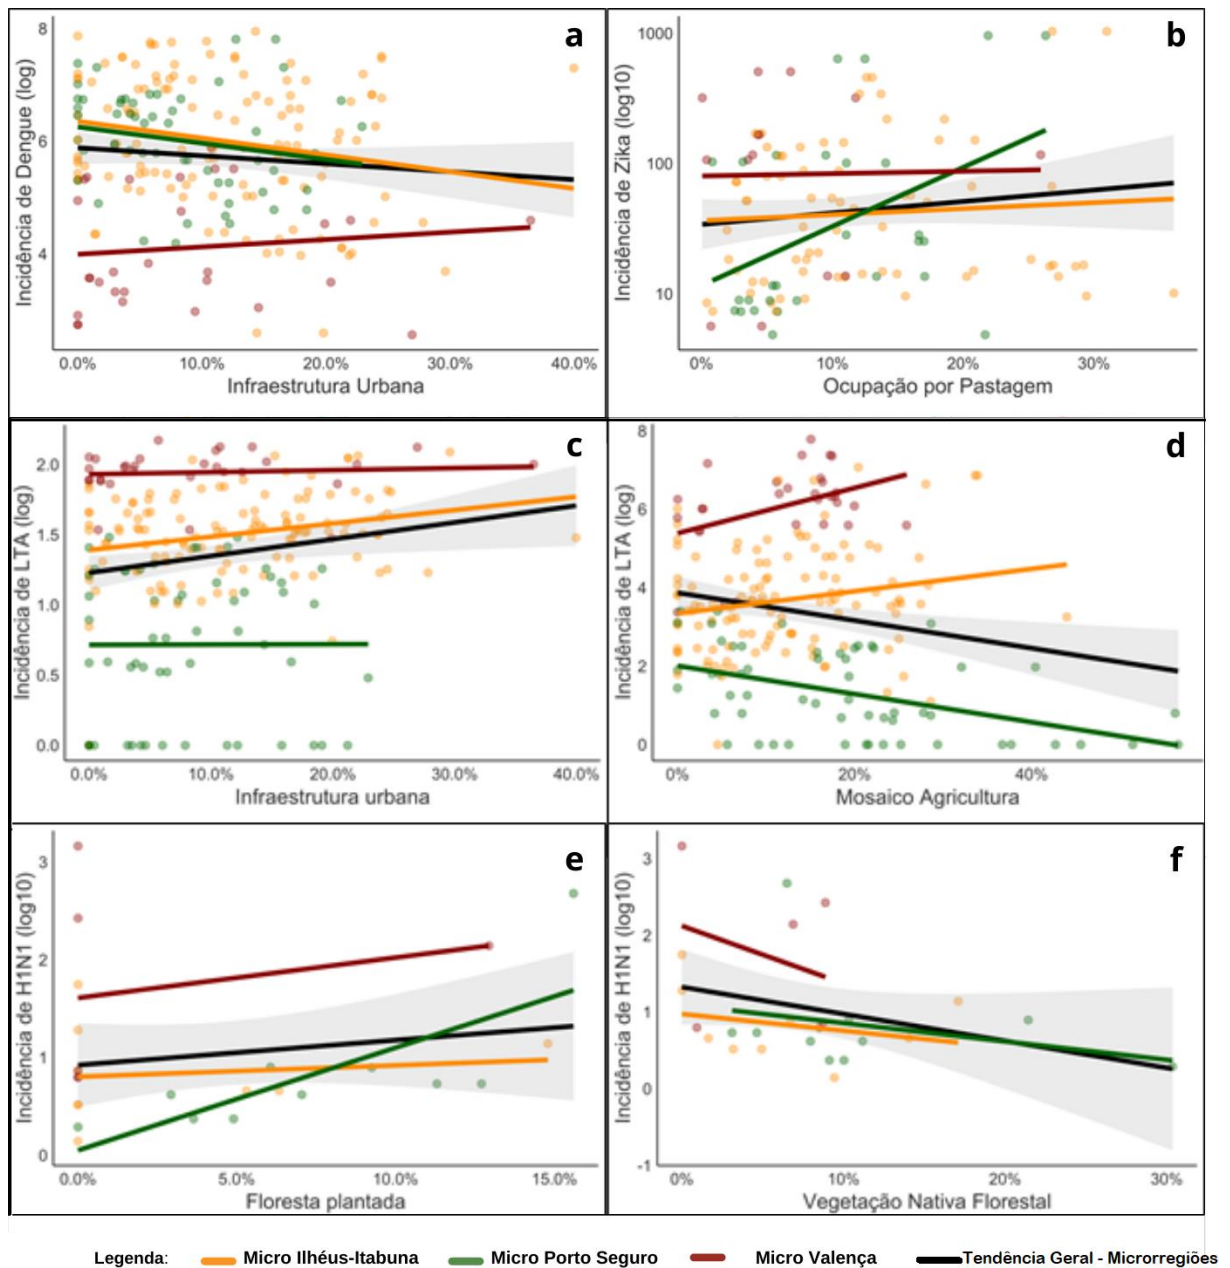 a
Incidência de Dengue (log)
8
6
4
0.0% 10.0% 20.0% 30.0% 40.0%
Infraestrutura Urbana
b
Incidência de Zika (log10)
1000
300
100
30
10
0% 10% 20% 30%
Ocupação por Pastagem
c
Incidência de LTA (log)
2.0
1.5
1.0
0.5
0.0
0.0% 10.0% 20.0% 30.0% 40.0%
Infraestrutura urbana
d
Incidência de LTA (log)
8
6
4
2
0
0% 20% 40%
Mosaico Agricultura
e
Incidência de H1N1 (log10)
3
2
1
0
0.0% 5.0% 10.0% 15.0%
Floresta plantada
f
Incidência de H1N1 (log10)
3
2
1
0
-1
0% 10% 20% 30%
Vegetação Nativa Florestal
Legenda: Micro Ilhéus-Itabuna Micro Porto Seguro Micro Valença Tendência Geral - Microrregiões